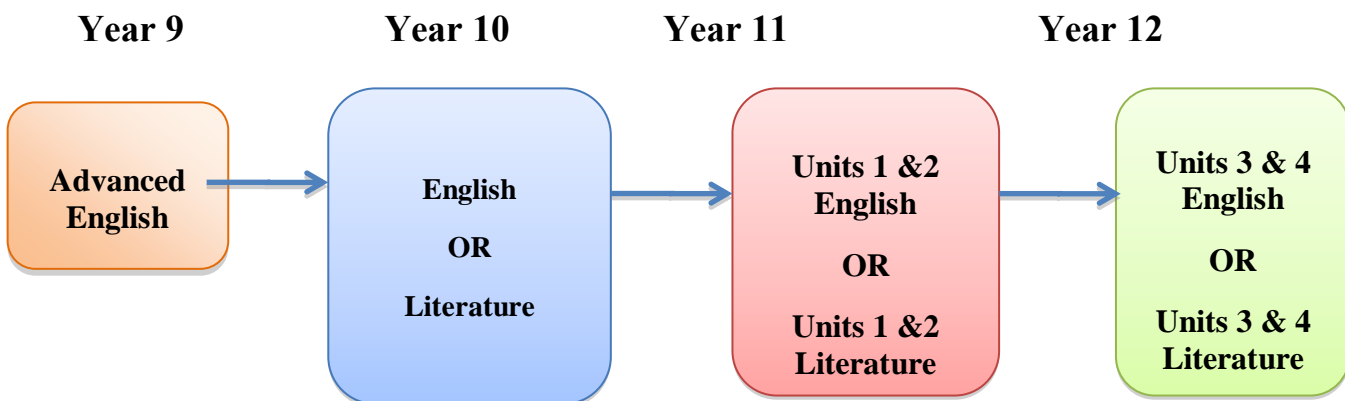 Year 9 Year 10 Year 11 Year 12
Advanced
English
English
OR
Literature
Units 1 &2
English
OR
Units 1 &2
Literature
Units 3 & 4
English
OR
Units 3 & 4
Literature